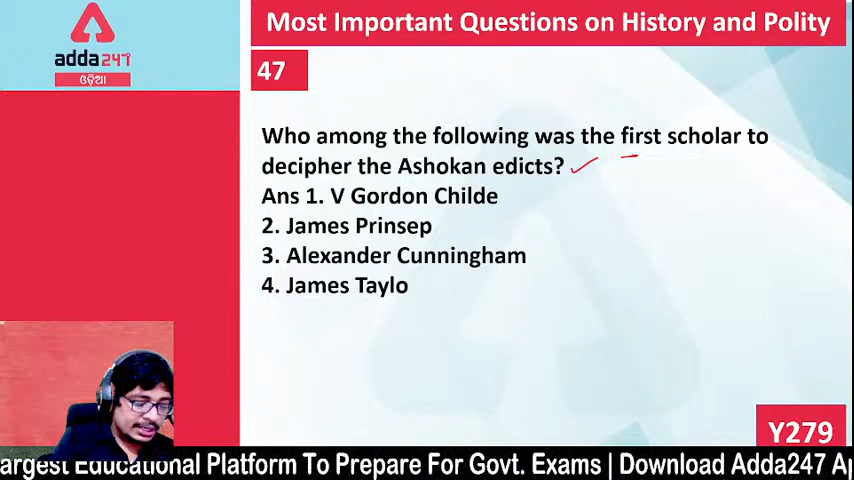 Most Important Questions on History and Polity
adda247
ଓଡ଼ିଆ
47
Who among the following was the first scholar to
decipher the Ashokan edicts?
Ans 1. V Gordon Childe
2. James Prinsep
3. Alexander Cunningham
4. James Taylo
Y279
argest Educational Platform To Prepare For Govt. Exams | Download Adda247 Ap